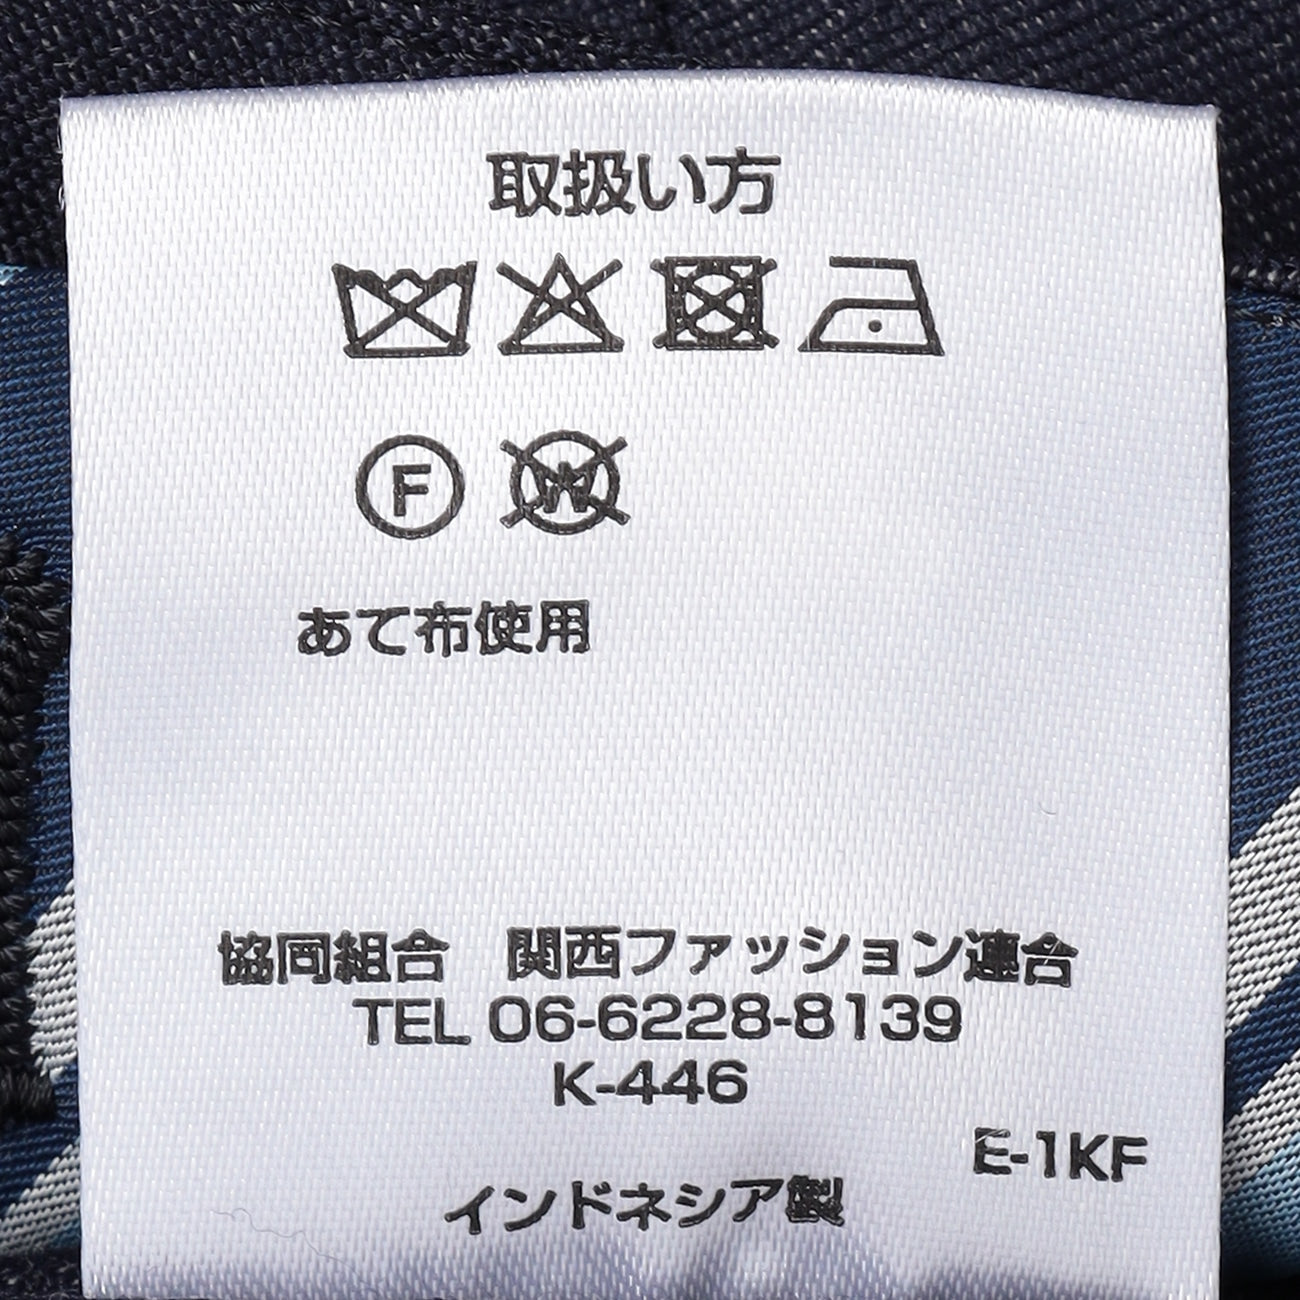 取扱い方
F W
あて布使用
協同組合　関西ファッション連合
TEL 06-6228-8139
K-446
E-1KF
インドネシア製